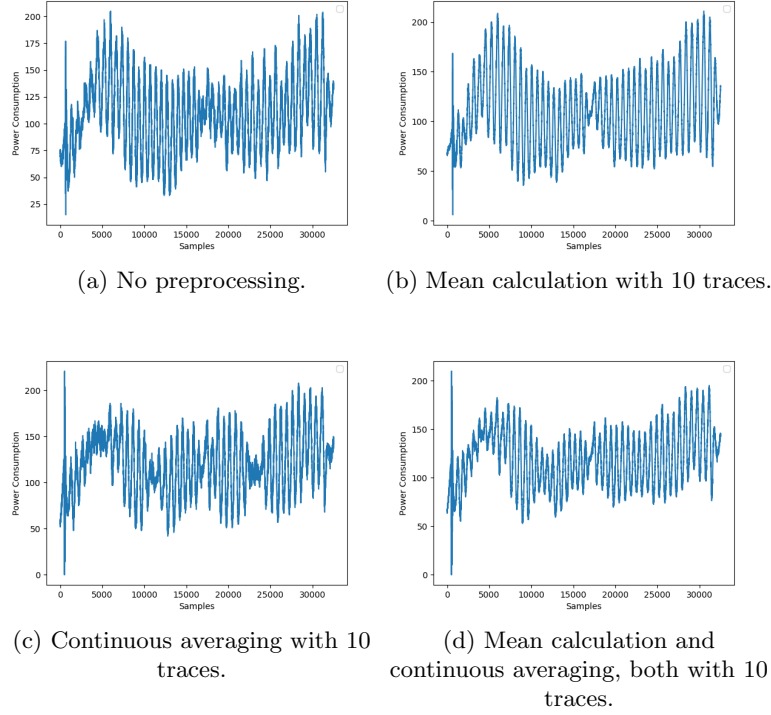 200
175
150
125
100
75
50
25
Power Consumption
0 5000 10000 15000 20000 25000 30000
Samples
(a) No preprocessing.
200
150
100
50
0
Power Consumption
0 5000 10000 15000 20000 25000 30000
Samples
(b) Mean calculation with 10 traces.
200
150
100
50
0
Power Consumption
0 5000 10000 15000 20000 25000 30000
Samples
(c) Continuous averaging with 10
traces.
200
150
100
50
0
Power Consumption
0 5000 10000 15000 20000 25000 30000
Samples
(d) Mean calculation and
continuous averaging, both with 10
traces.